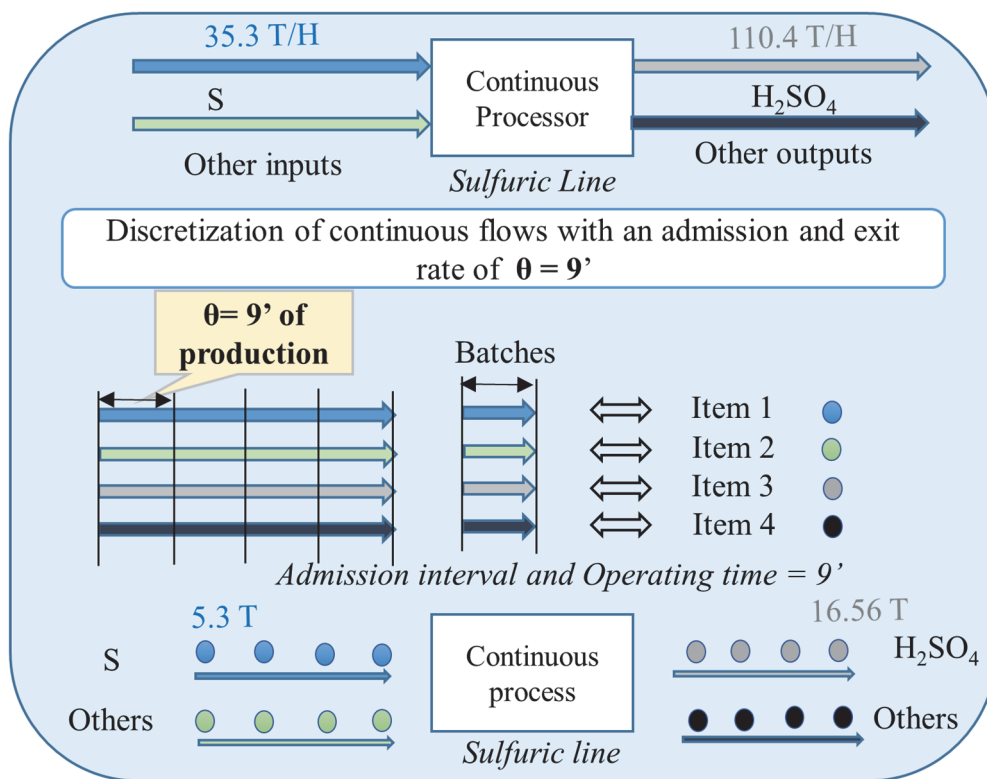 35.3 T/H
110.4 T/H
Continuous
Processor
S
H₂SO₄
Other inputs
Other outputs
Sulfuric Line
Discretization of continuous flows with an admission and exit
rate of θ = 9’
θ= 9’ of
production
Batches
Item 1
Item 2
Item 3
Item 4
Admission interval and Operating time = 9’
5.3 T
16.56 T
S
Continuous
process
H₂SO₄
Others
Others
Sulfuric line